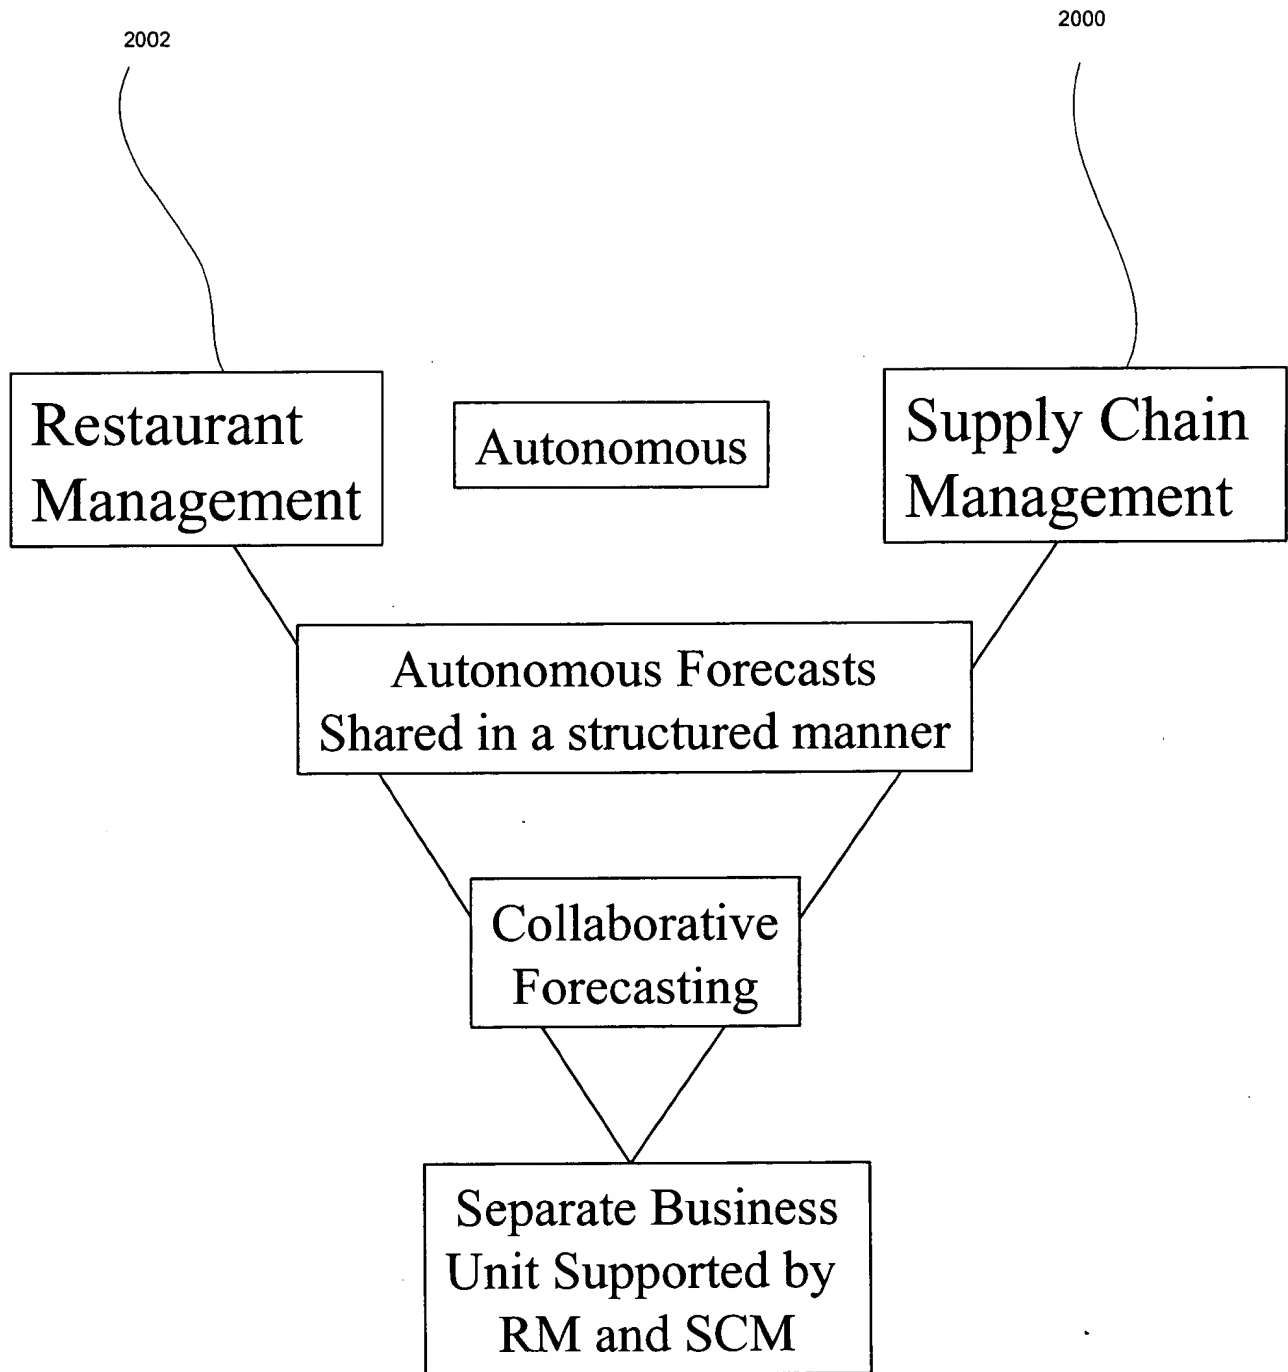 2002
2000
Restaurant
Management
Autonomous
Supply Chain
Management
Autonomous Forecasts
Shared in a structured manner
Collaborative
Forecasting
Separate Business
Unit Supported by
RM and SCM